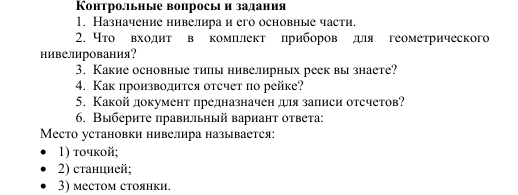 Контрольные вопросы и задания
1. Назначение нивелира и его основные части.
2. Что входит в комплект приборов для геометрического
нивелирования?
3. Какие основные типы нивелирных реек вы знаете?
4. Как производится отсчет по рейке?
5. Какой документ предназначен для записи отсчетов?
6. Выберите правильный вариант ответа:
Место установки нивелира называется:
• 1) точкой;
• 2) станцией;
• 3) местом стоянки.